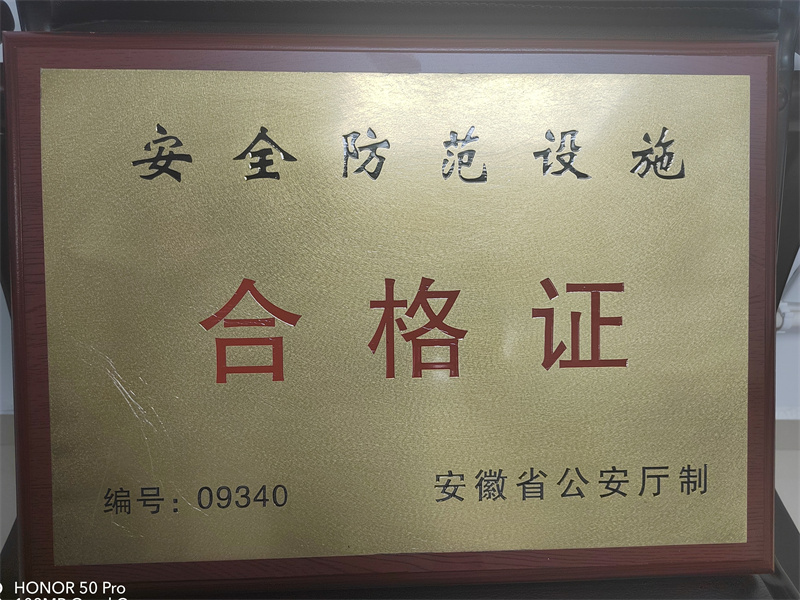 安全防范设施
合格证
编号：09340
安徽省公安厅制
HONOR 50 Pro